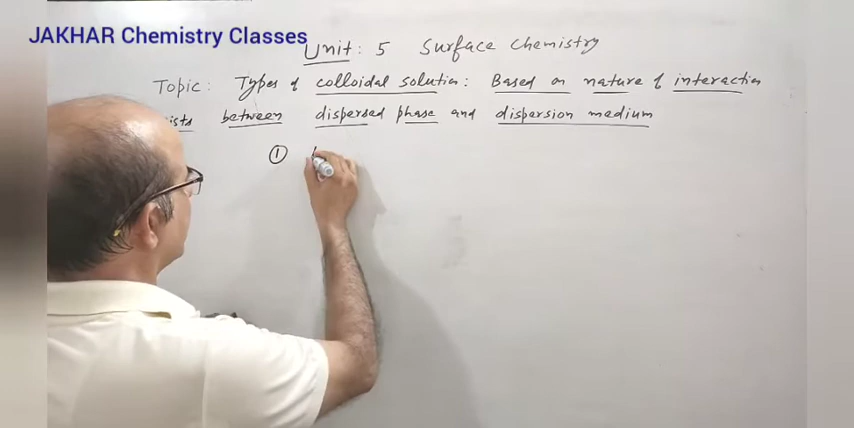 JAKHAR Chemistry Classes
Unit: 5 Surface Chemistry
Topic: Types of colloidal solution: Based on nature of interaction
between dispersed phase and dispersion medium
①